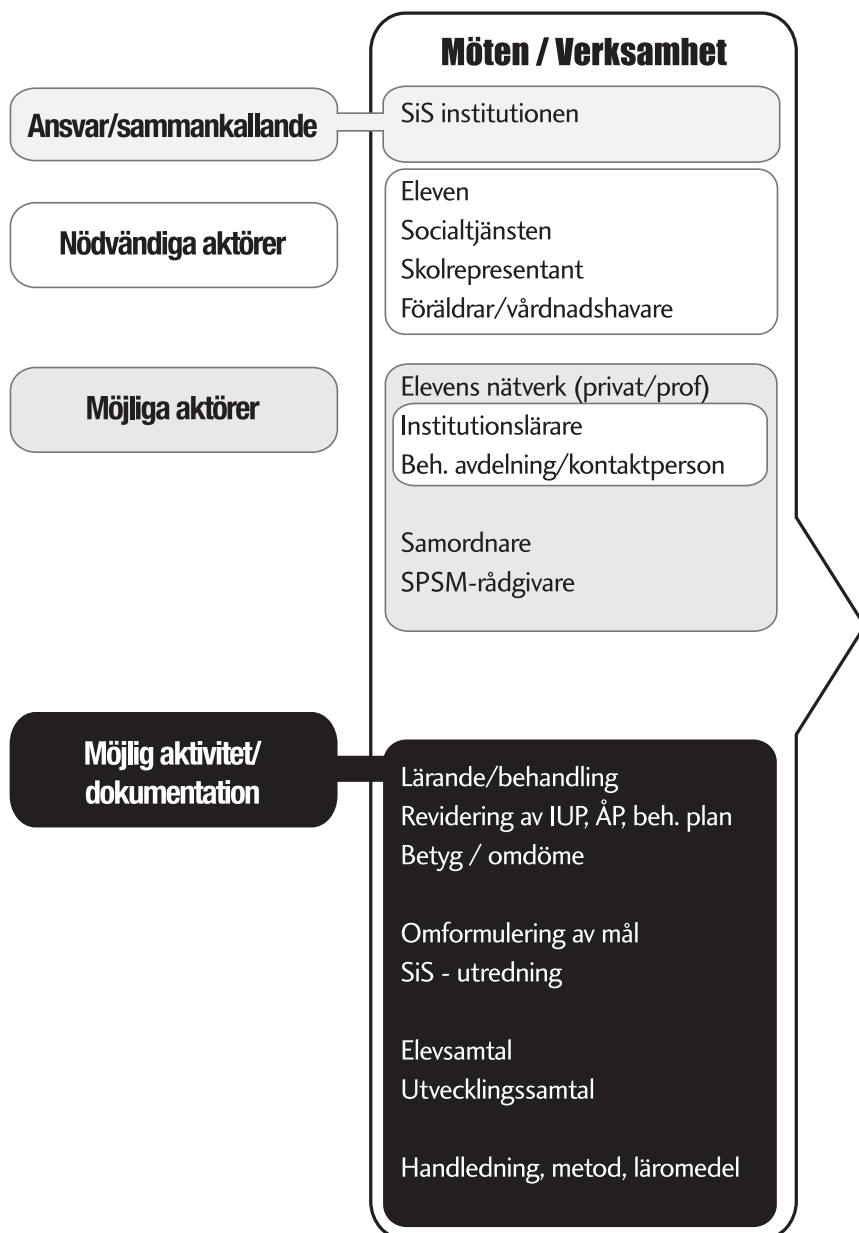 Möten / Verksamhet
Ansvar/sammankallande
SiS institutionen
Nödvändiga aktörer
Eleven
Socialtjänsten
Skolrepresentant
Föräldrar/vårdnadshavare
Möjliga aktörer
Elevens nätverk (privat/prof)
Institutionslärare
Beh. avdelning/kontaktperson
Samordnare
SPSM-rådgivare
Möjlig aktivitet/
dokumentation
Lärande/behandling
Revidering av IUP, ÅP, beh. plan
Betyg / omdöme
Omformulering av mål
SiS - utredning
Elevsamtal
Utvecklingssamtal
Handledning, metod, läromedel